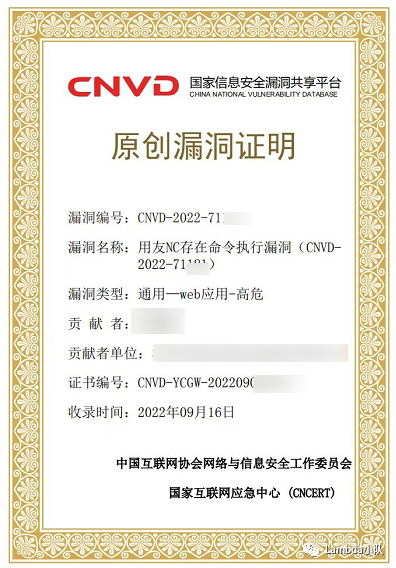 CNVD 国家信息安全漏洞共享平台
CHINA NATIONAL VULNERABILITY DATABASE
原创漏洞证明
漏洞编号：CNVD-2022-71
漏洞名称：用友NC存在命令执行漏洞（CNVD-
2022-71181）
漏洞类型：通用—web应用-高危
贡 献 者：
贡献者单位：
证书编号：CNVD-YCGW-202209
收录时间：2022年09月16日
中国互联网协会网络与信息安全工作委员会
国家互联网应急中心 (CNCERT)
Lambda小队